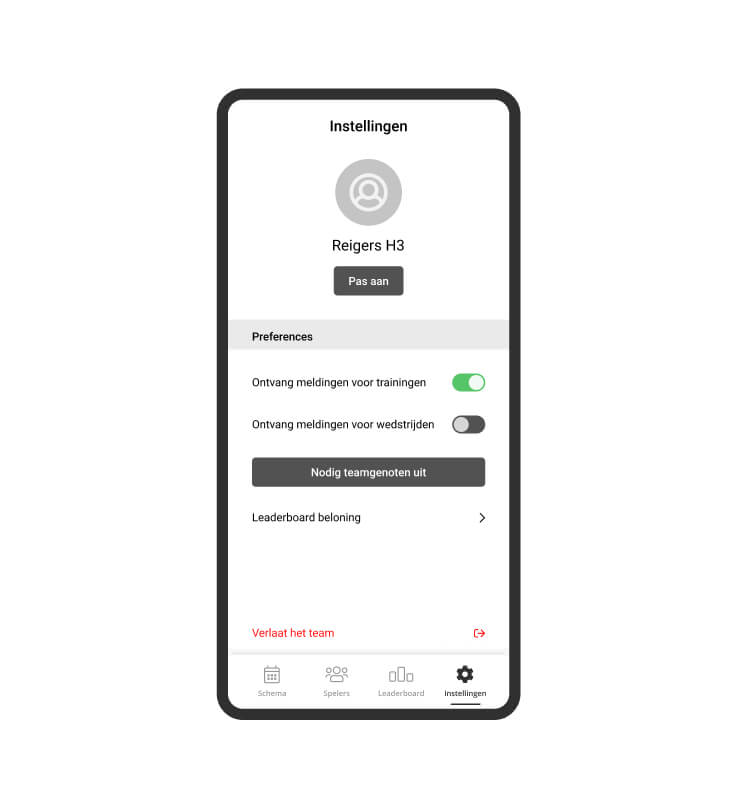 Instellingen
Reigers H3
Pas aan
Preferences
Ontvang meldingen voor trainingen
Ontvang meldingen voor wedstrijden
Nodig teamgenoten uit
Leaderboard beloning
Verlaat het team
Schema
Spelers
Leaderboard
Instellingen